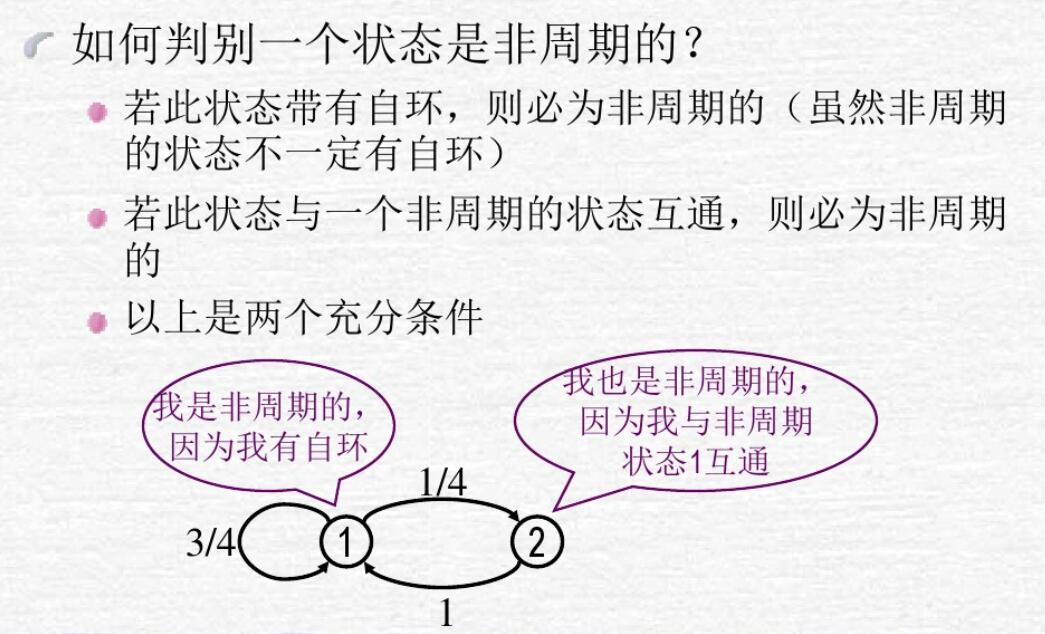 如何判别一个状态是非周期的？
若此状态带有自环，则必为非周期的（虽然非周期
的状态不一定有自环）
若此状态与一个非周期的状态互通，则必为非周期
的
以上是两个充分条件
我是非周期的，
因为我有自环
我也是非周期的，
因为我与非周期
状态1互通
1/4
3/4
1
2
1